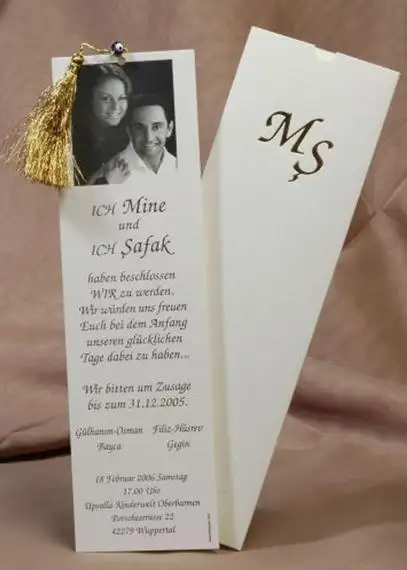 ICH Mine
und
ICH Şafak
haben beschlossen
WIR zu werden.
Wir würden uns freuen
Euch bei dem Anfang
unseren glücklichen
Tage dabei zu haben...
Wir bitten um Zusage
bis zum 31.12.2005.
Gülhanım-Osman Filiz-Hüsrev
Bayca Girgin
18 Februar 2006 Samstag
17.00 Uhr
Upsalla Kinderwelt Oberbarmen
Porschestrasse 22
42279 Wuppertal
MŞ